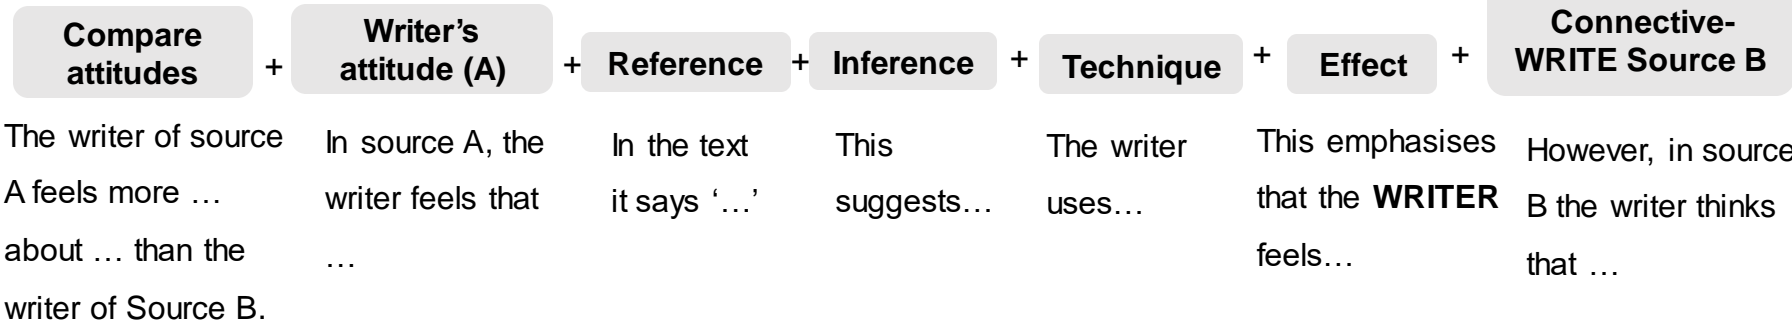 Compare
attitudes
+
Writer's
attitude (A)
+
Reference
+
Inference
+
Technique
+
Effect
+
Connective-
WRITE Source B
The writer of source
A feels more …
about … than the
writer of Source B.
In source A, the
writer feels that
…
In the text
it says ‘…’
This
suggests…
The writer
uses…
This emphasises
that the WRITER
feels…
However, in source
B the writer thinks
that …